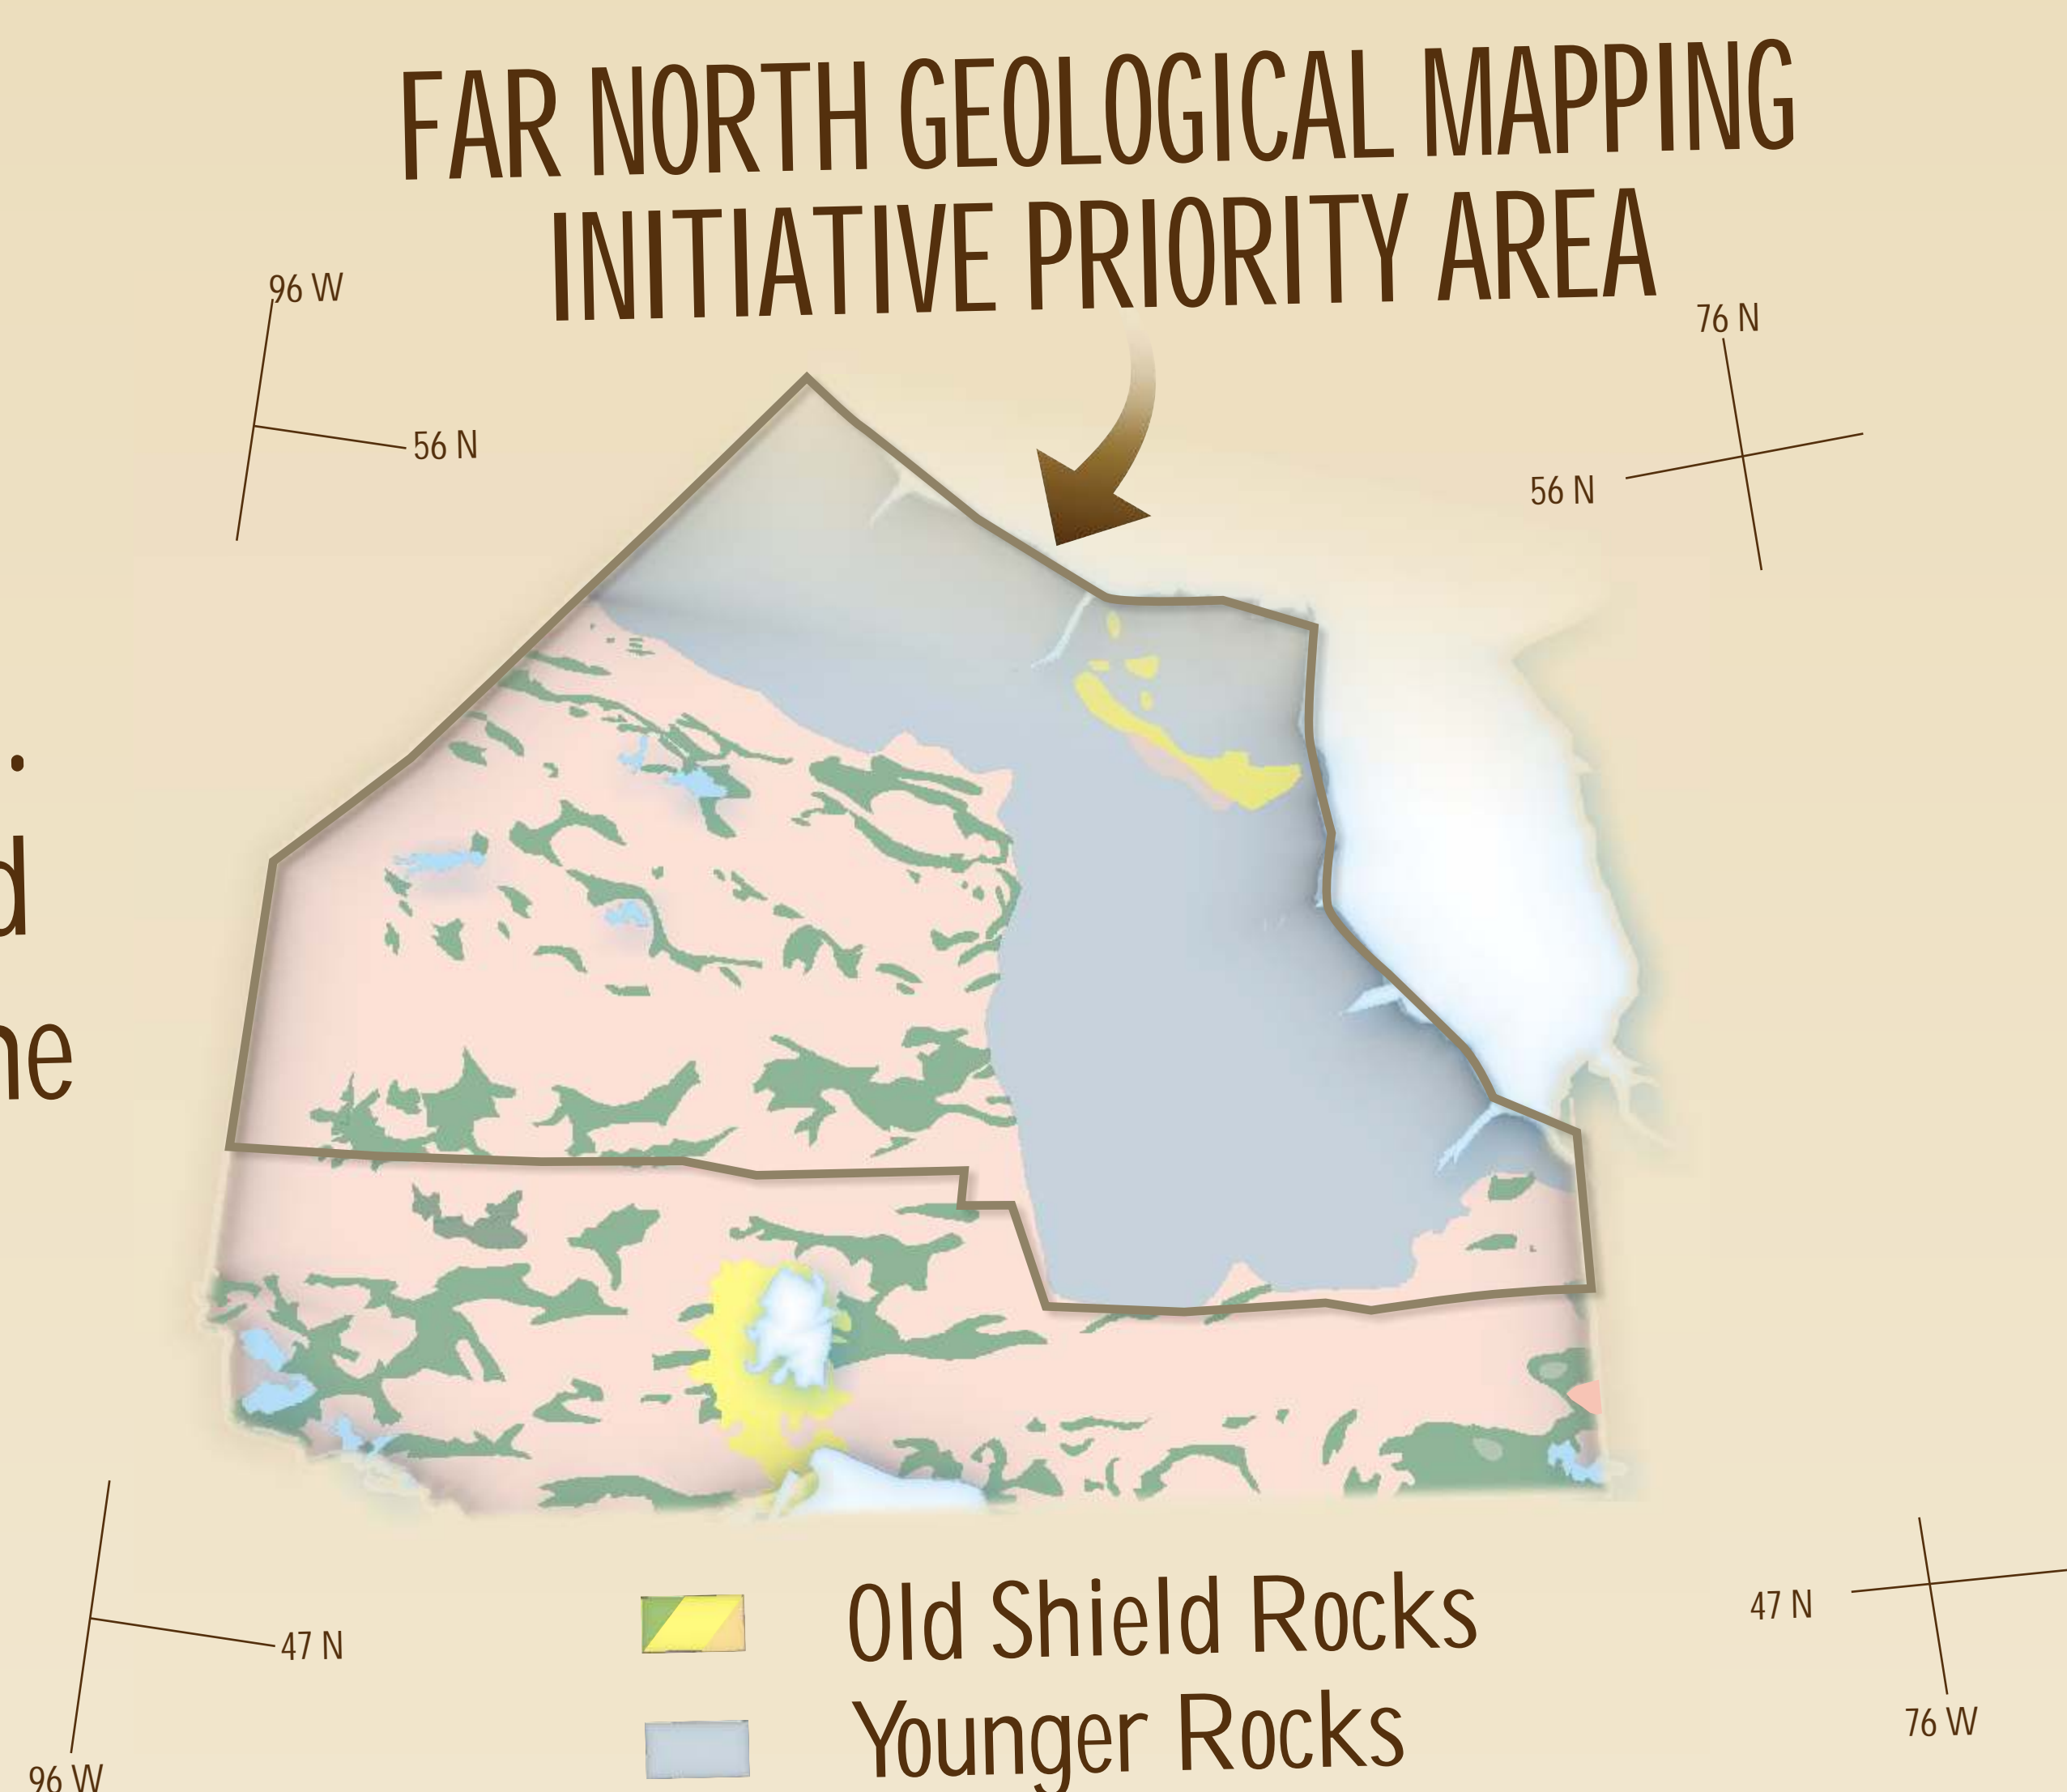 FAR NORTH GEOLOGICAL MAPPING
INITIATIVE PRIORITY AREA
96 W
76 N
56 N
56 N
d
he
47 N
47 N
96 W
76 W
Old Shield Rocks
Younger Rocks